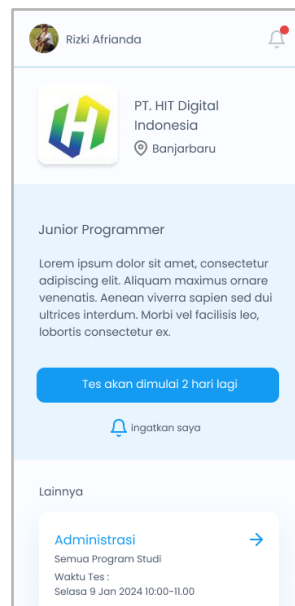 Rizki Afrianda
PT. HIT Digital
Indonesia
Banjarbaru
Junior Programmer
Lorem ipsum dolor sit amet, consectetur
adipiscing elit. Aliquam maximus ornare
venenatis. Aenean viverra sapien sed dui
ultrices interdum. Morbi vel facilisis leo,
lobortis consectetur ex.
Tes akan dimulai 2 hari lagi
ingatkan saya
Lainnya
Administrasi
Semua Program Studi
Waktu Tes :
Selasa 9 Jan 2024 10:00-11.00